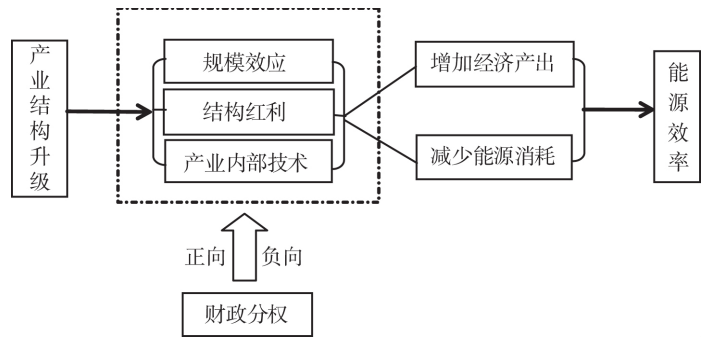 产业结构升级
规模效应
结构红利
产业内部技术
增加经济产出
减少能源消耗
能源效率
正向
负向
财政分权